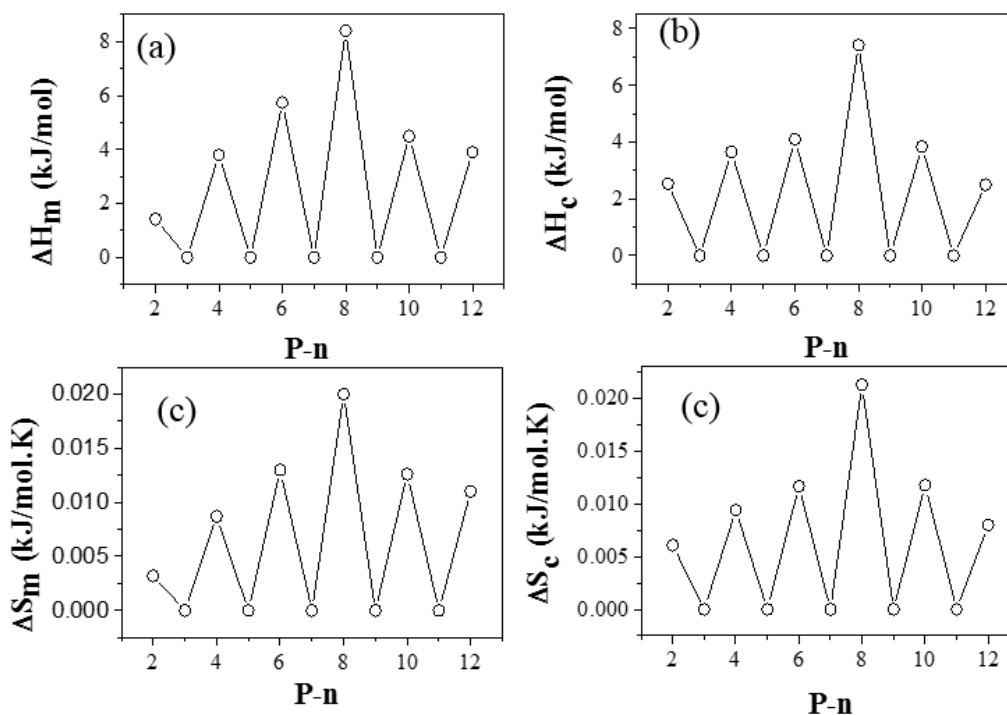 (a)
ΔHm (kJ/mol)
8
6
4
2
0
2 4 6 8 10 12
P-n
(b)
ΔHc (kJ/mol)
8
6
4
2
0
2 4 6 8 10 12
P-n
(c)
ΔSm (kJ/mol.K)
0.020
0.015
0.010
0.005
0.000
2 4 6 8 10 12
P-n
(c)
ΔSc (kJ/mol.K)
0.020
0.015
0.010
0.005
0.000
2 4 6 8 10 12
P-n